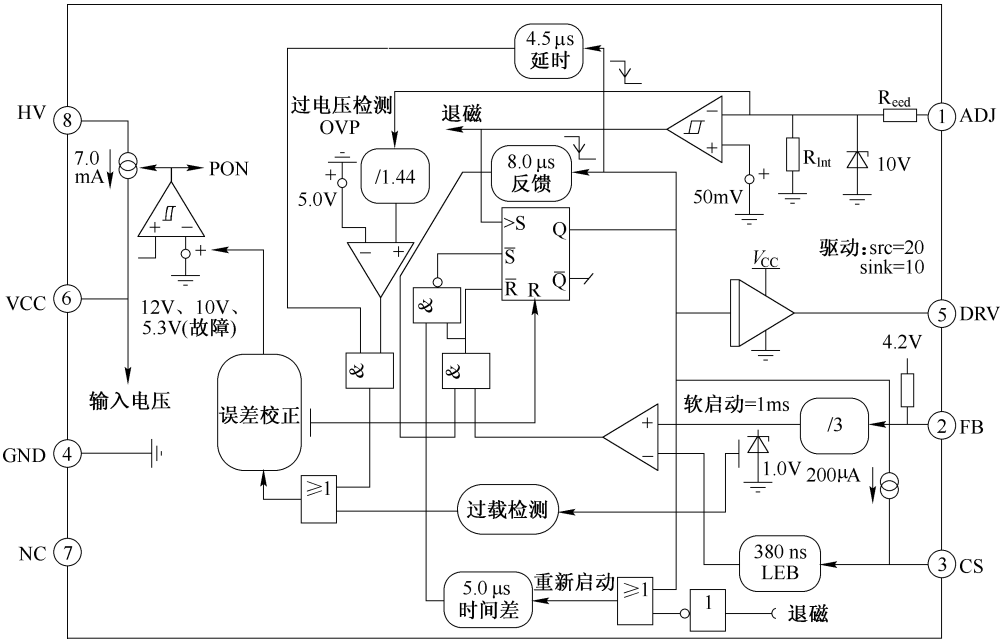 4.5 μs
延时
HV
8
过电压检测
OVP
退磁
Reed
1
ADJ
7.0
mA
PON
+
5.0V
/1.44
8.0 μs
反馈
−
+
RInt
10V
+
50mV
+
−
+
−
+
>S
Q
S
R
R
Q
驱动:src=20
sink=10
VCC
6
12V、10V、
5.3V(故障)
&
VCC
5
DRV
4.2V
输入电压
&
&
误差校正
软启动=1ms
+
−
/3
2
FB
GND
4
1.0V
200μA
≥1
过载检测
NC
7
380 ns
LEB
3
CS
5.0 μs
时间差
重新启动
≥1
1
退磁